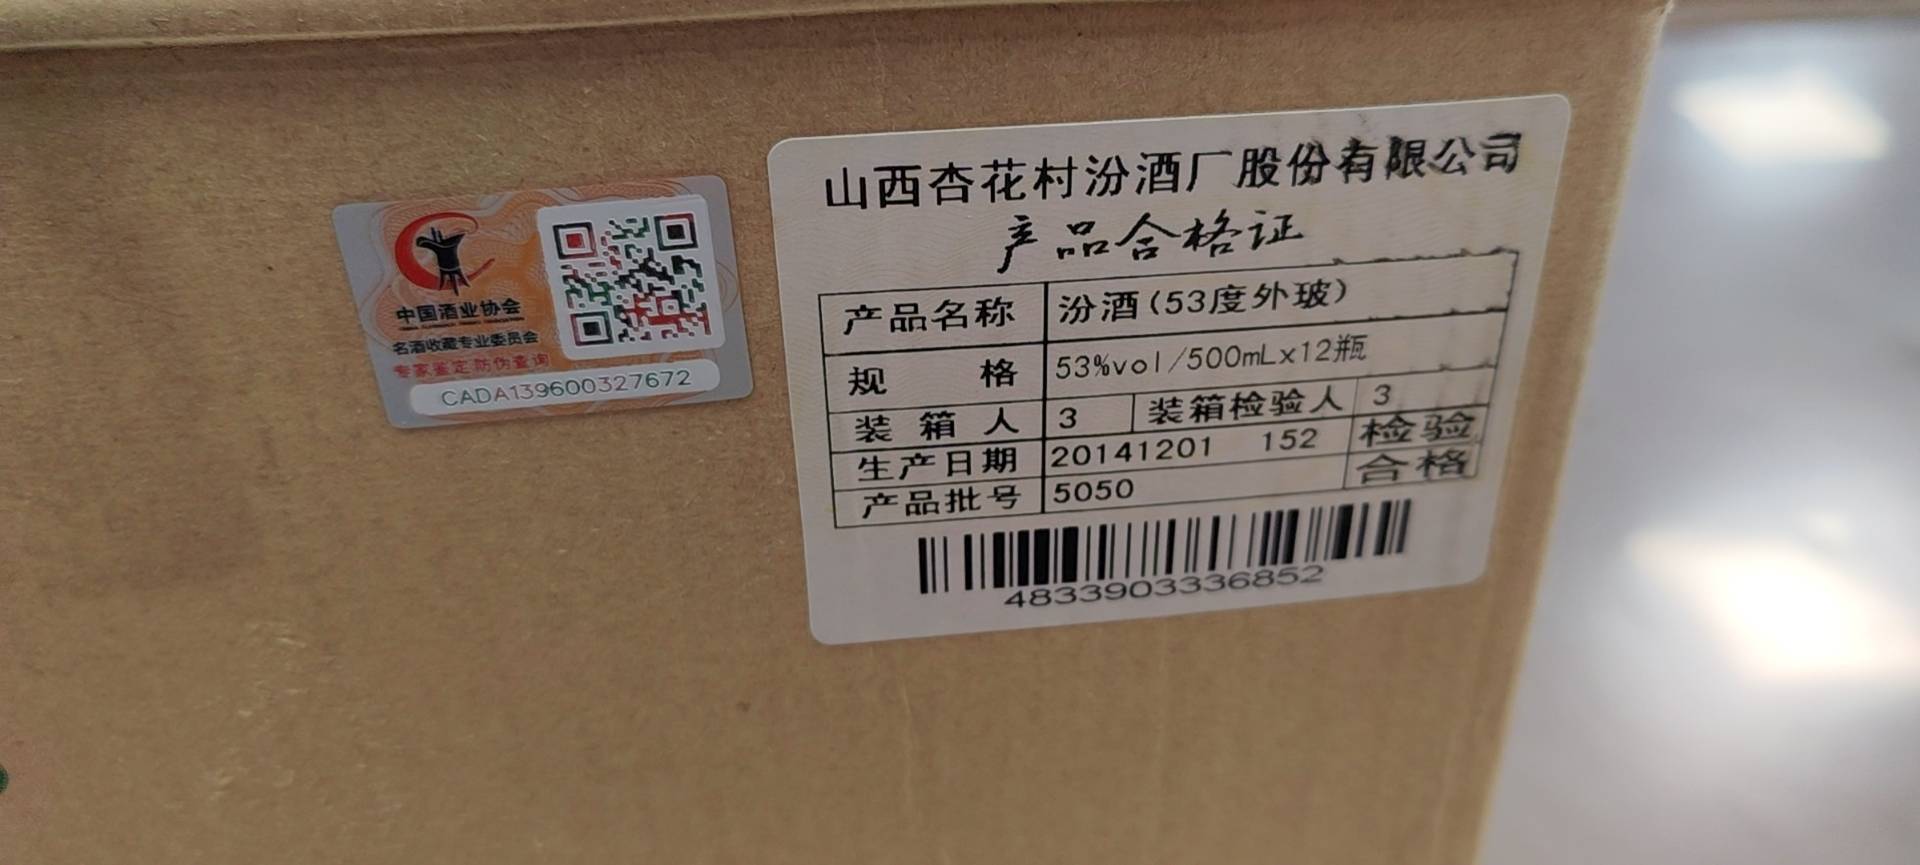 中国酒业协会
名酒收藏专业委员会
专家鉴定 防伪查询
CADA139600327672
山西杏花村汾酒厂股份有限公司
产品合格证
产品名称 汾酒(53度外玻)
规 格 53%vol/500mLx12瓶
装 箱 人 3 装箱检验人 3
生产日期 20141201 152 检验
产品批号 5050 合格
4833903336852